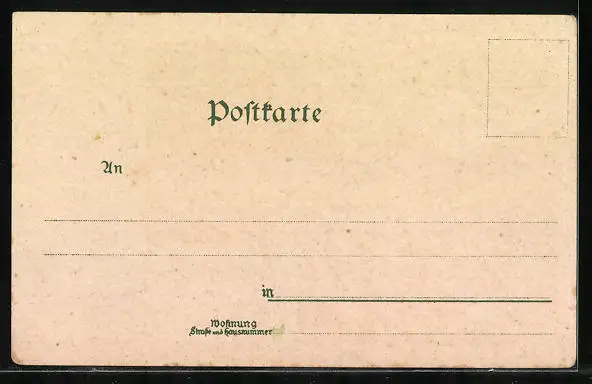 Postkarte
An
in
Wohnung
Straße und Hausnummer